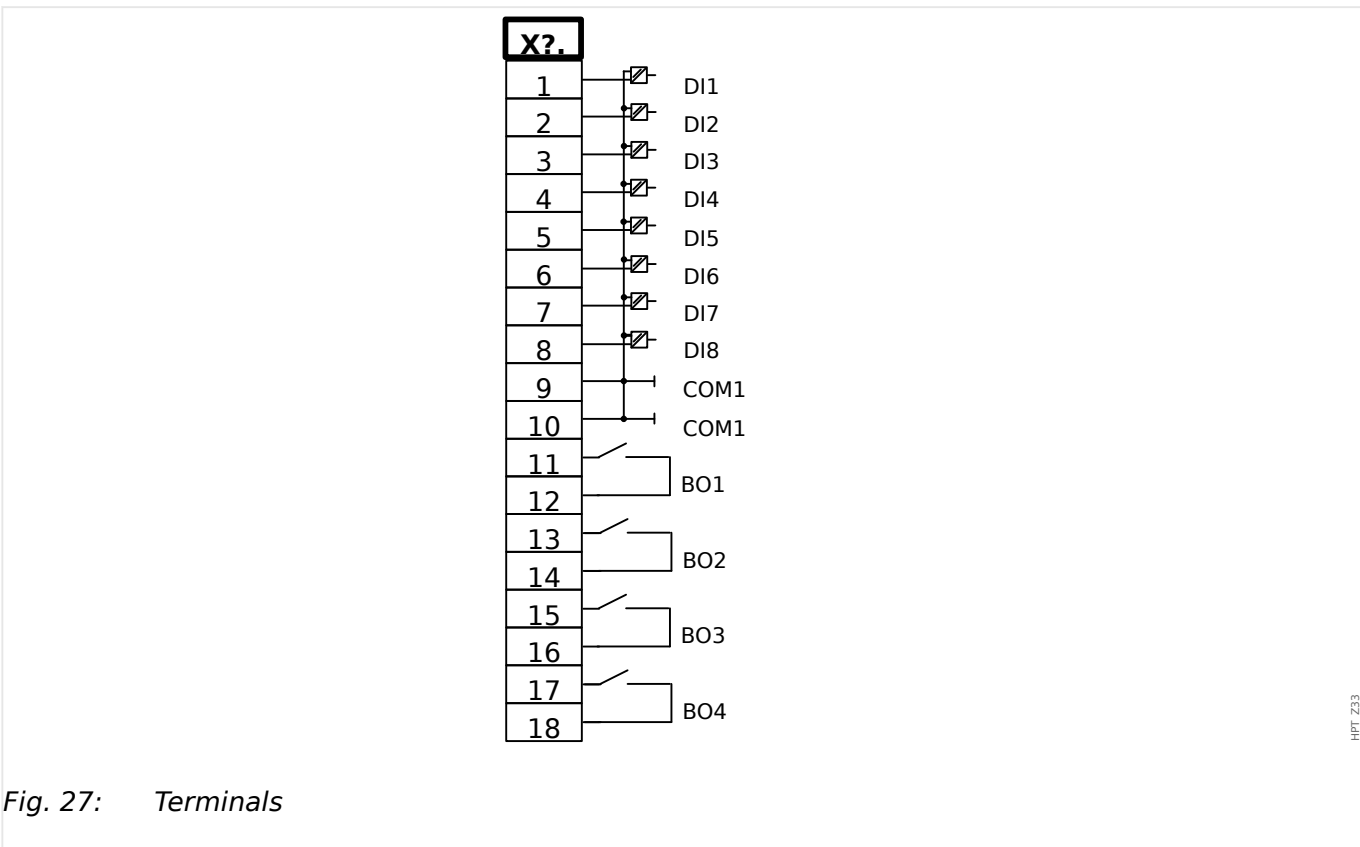 X?.
1 DI1
2 DI2
3 DI3
4 DI4
5 DI5
6 DI6
7 DI7
8 DI8
9 COM1
10 COM1
11
BO1
12
13
BO2
14
15
BO3
16
17
BO4
18
HPT Z33
Fig. 27: Terminals